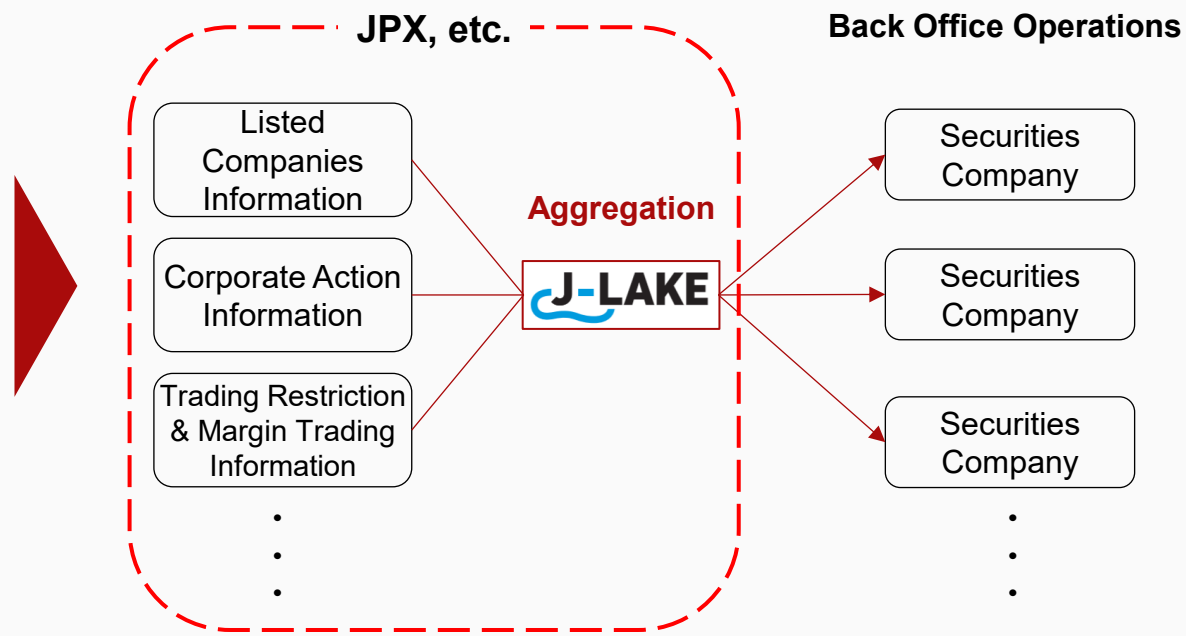 JPX, etc.
Back Office Operations
Listed
Companies
Information
Corporate Action
Information
Trading Restriction
& Margin Trading
Information
Aggregation
J-LAKE
Securities
Company
Securities
Company
Securities
Company